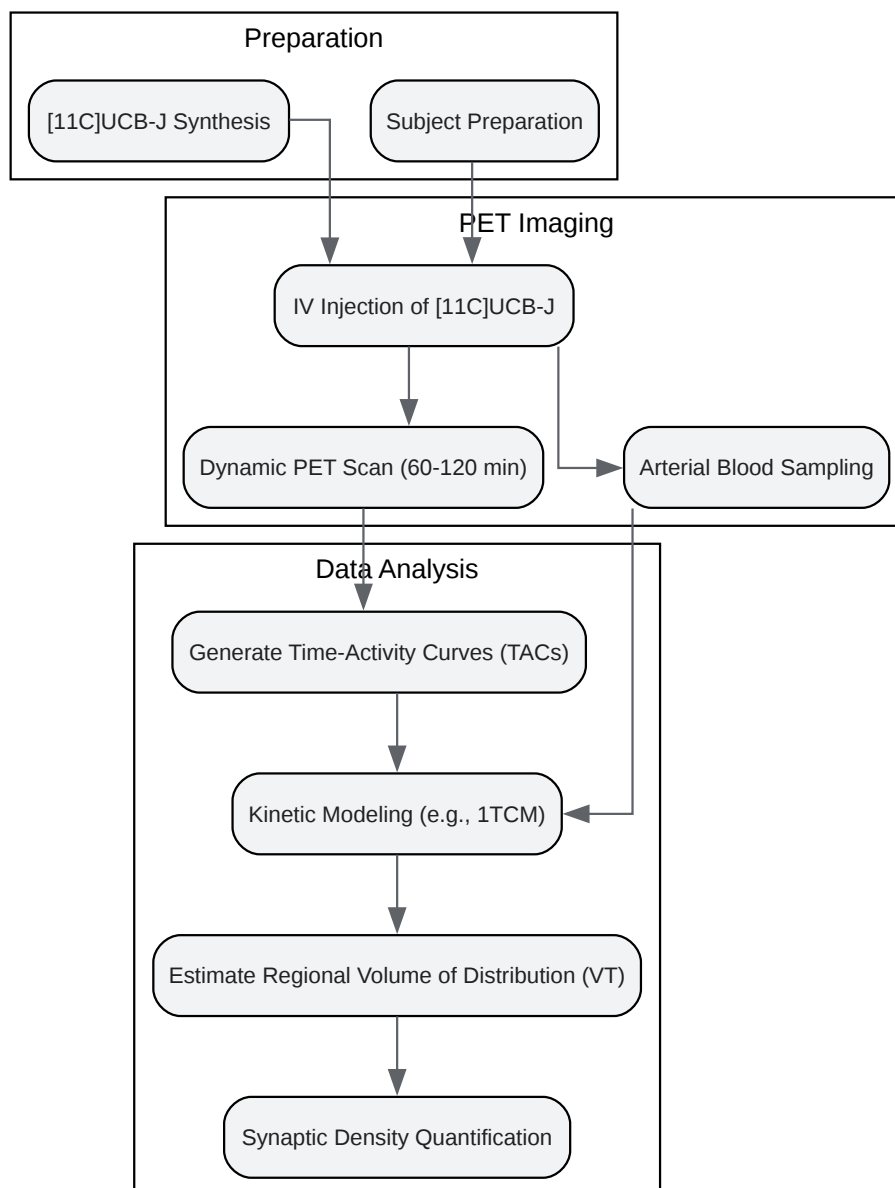 Preparation
[11C]UCB-J Synthesis
Subject Preparation
PET Imaging
IV Injection of [11C]UCB-J
Dynamic PET Scan (60-120 min)
Arterial Blood Sampling
Data Analysis
Generate Time-Activity Curves (TACs)
Kinetic Modeling (e.g., 1TCM)
Estimate Regional Volume of Distribution (VT)
Synaptic Density Quantification